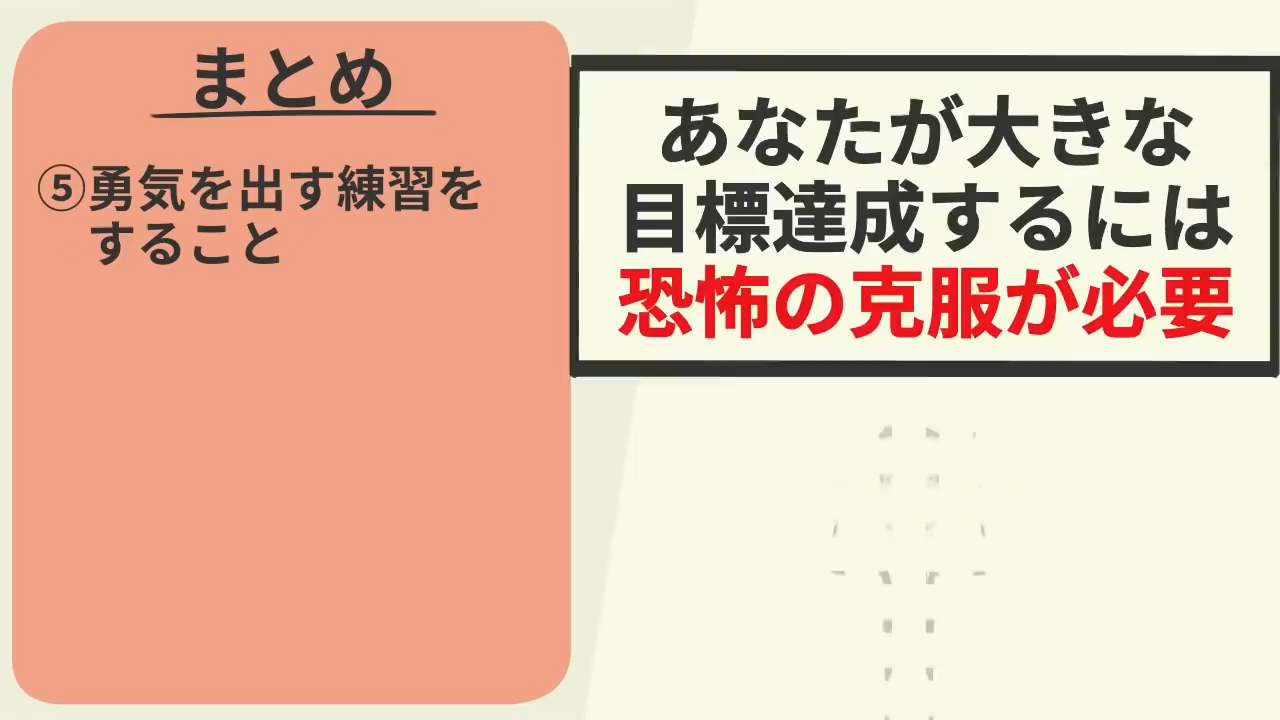 まとめ
⑤勇気を出す練習を
すること
あなたが大きな
目標達成するには
恐怖の克服が必要